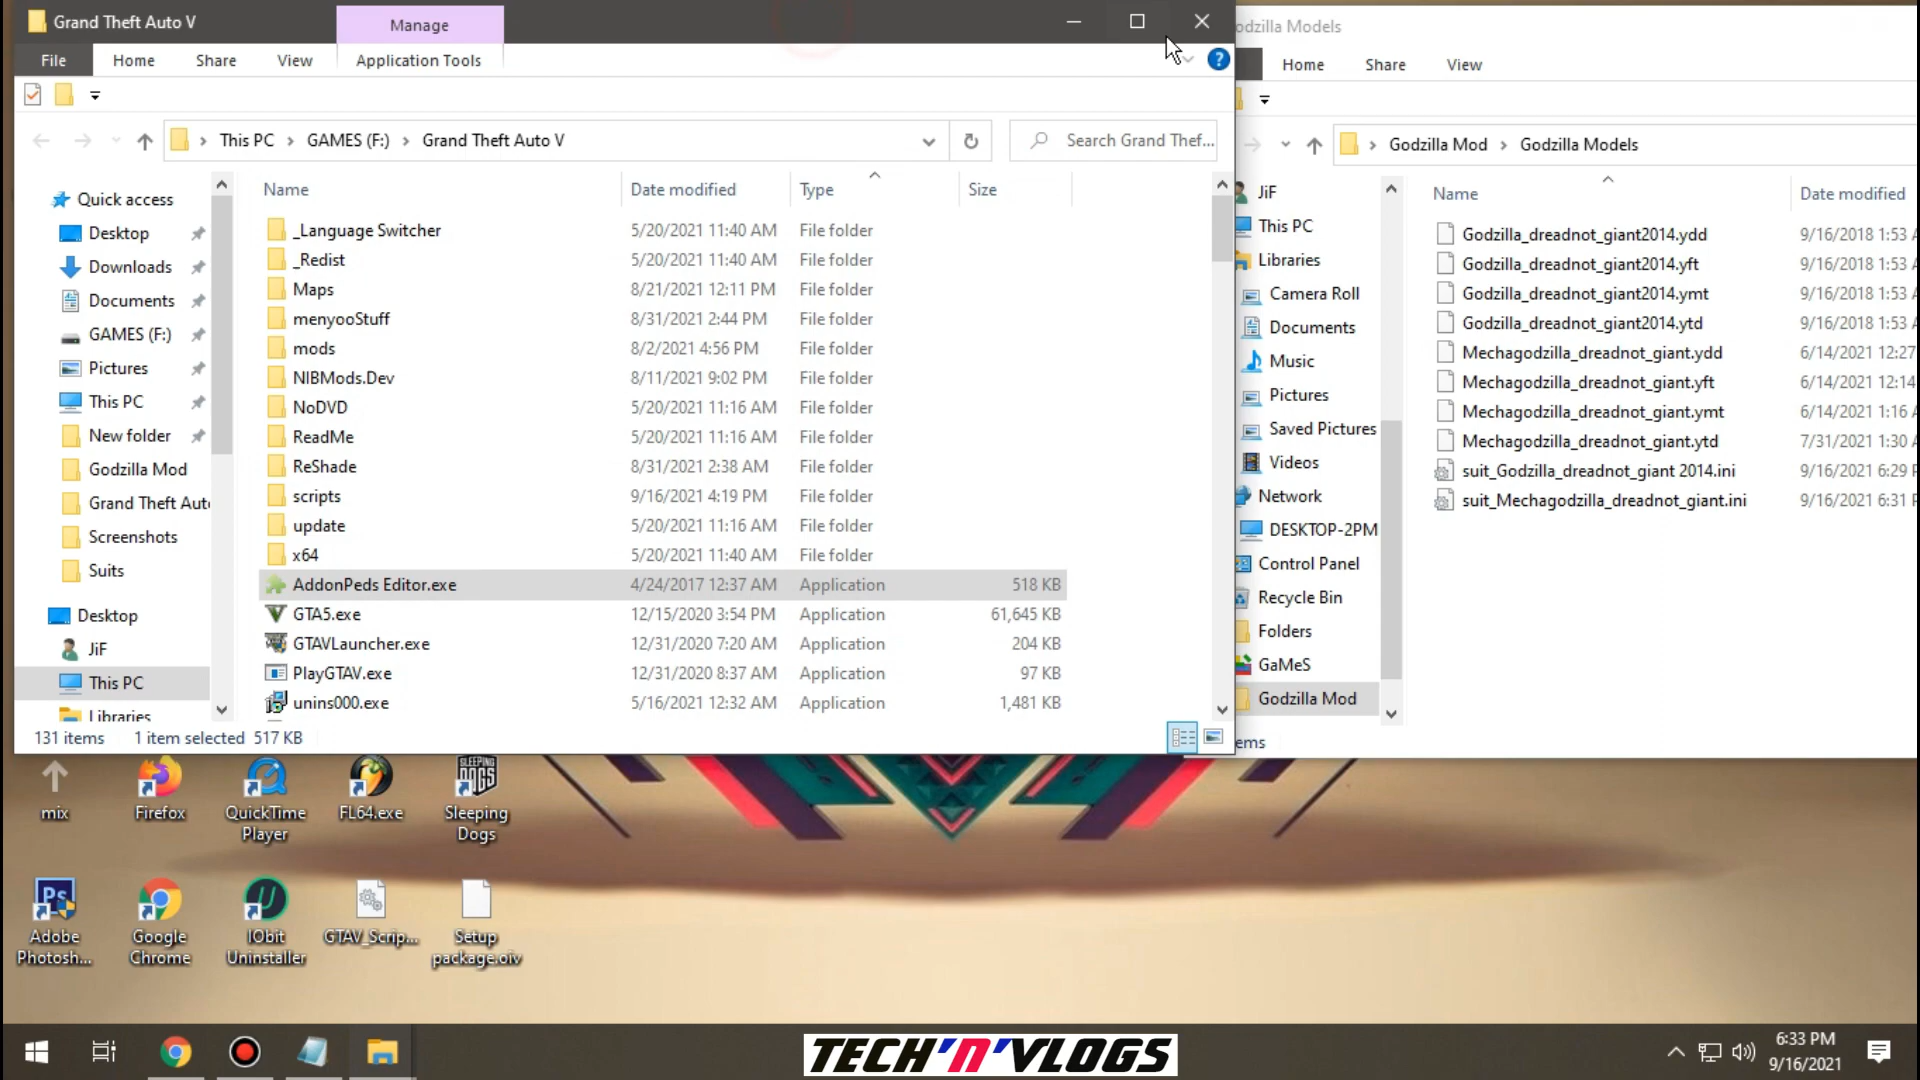 Grand Theft Auto V
Manage
File
Home
Share
View
Application Tools
This PC
GAMES (F:)
Grand Theft Auto V
Search Grand Thef...
Name
Date modified
Type
Size
Quick access
Desktop
Downloads
Documents
GAMES (F:)
Pictures
This PC
New folder
Godzilla Mod
Grand Theft Aut
Screenshots
Suits
Desktop
JiF
This PC
Libraries
_Language Switcher 5/20/2021 11:40 AM File folder
_Redist 5/20/2021 11:40 AM File folder
Maps 8/21/2021 12:11 PM File folder
menyooStuff 8/31/2021 2:44 PM File folder
mods 8/2/2021 4:56 PM File folder
NIBMods.Dev 8/11/2021 9:02 PM File folder
NoDVD 5/20/2021 11:16 AM File folder
ReadMe 5/20/2021 11:16 AM File folder
ReShade 8/31/2021 2:38 AM File folder
scripts 9/16/2021 4:19 PM File folder
update 5/20/2021 11:16 AM File folder
x64 5/20/2021 11:40 AM File folder
AddonPeds Editor.exe 4/24/2017 12:37 AM Application 518 KB
GTA5.exe 12/15/2020 3:54 PM Application 61,645 KB
GTAVLauncher.exe 12/31/2020 7:20 AM Application 204 KB
PlayGTAV.exe 12/31/2020 8:37 AM Application 97 KB
unins000.exe 5/16/2021 12:32 AM Application 1,481 KB
131 items 1 item selected 517 KB
odzilla Models
Home
Share
View
Godzilla Mod
Godzilla Models
Name
Date modified
JiF
This PC
Libraries
Camera Roll
Documents
Music
Pictures
Saved Pictures
Videos
Network
DESKTOP-2PM
Control Panel
Recycle Bin
Folders
GaMeS
Godzilla Mod
Godzilla_dreadnot_giant2014.ydd 9/16/2018 1:53 A
Godzilla_dreadnot_giant2014.yft 9/16/2018 1:53 A
Godzilla_dreadnot_giant2014.ymt 9/16/2018 1:53 A
Godzilla_dreadnot_giant2014.ytd 9/16/2018 1:53 A
Mechagodzilla_dreadnot_giant.ydd 6/14/2021 12:27
Mechagodzilla_dreadnot_giant.yft 6/14/2021 12:14
Mechagodzilla_dreadnot_giant.ymt 6/14/2021 1:16 A
Mechagodzilla_dreadnot_giant.ytd 7/31/2021 1:30 A
suit_Godzilla_dreadnot_giant 2014.ini 9/16/2021 6:29 P
suit_Mechagodzilla_dreadnot_giant.ini 9/16/2021 6:31 P
ems
mix
Firefox
QuickTime
Player
FL64.exe
SLEEPING
DOGS
Sleeping
Dogs
Ps
Adobe
Photosh...
Google
Chrome
IObit
Uninstaller
GTAV_Scrip...
Setup
package.oiv
TECH'N'VLOGS
6:33 PM
9/16/2021